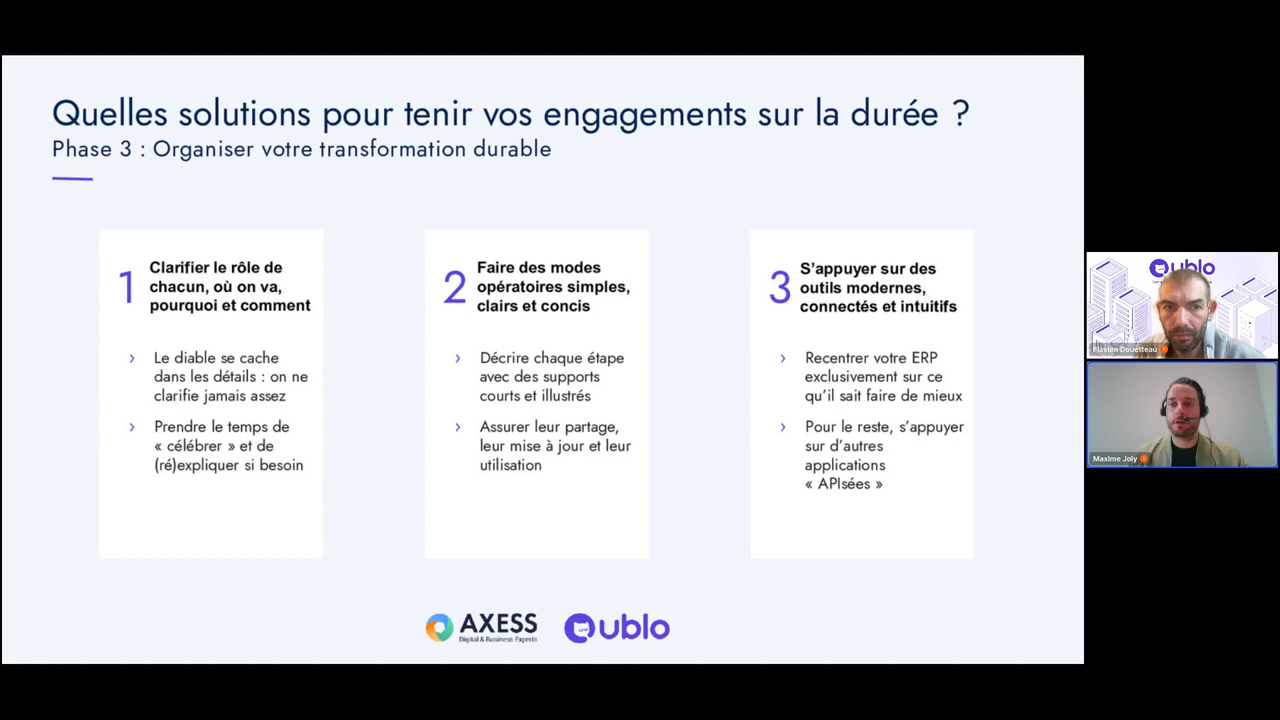 Quelles solutions pour tenir vos engagements sur la durée ?
Phase 3 : Organiser votre transformation durable
1
Clarifier le rôle de
chacun, où on va,
pourquoi et comment
› Le diable se cache
dans les détails : on ne
clarifie jamais assez
› Prendre le temps de
« célébrer » et de
(ré)expliquer si besoin
2
Faire des modes
opératoires simples,
clairs et concis
› Décrire chaque étape
avec des supports
courts et illustrés
› Assurer leur partage,
leur mise à jour et leur
utilisation
3
S'appuyer sur des
outils modernes,
connectés et intuitifs
› Recentrer votre ERP
exclusivement sur ce
qu'il sait faire de mieux
› Pour le reste, s'appuyer
sur d'autres
applications
« APIsées »
AXESS
Digital & Business Experts
ublo
ublo
Flavien Douetteau
Maxime Joly